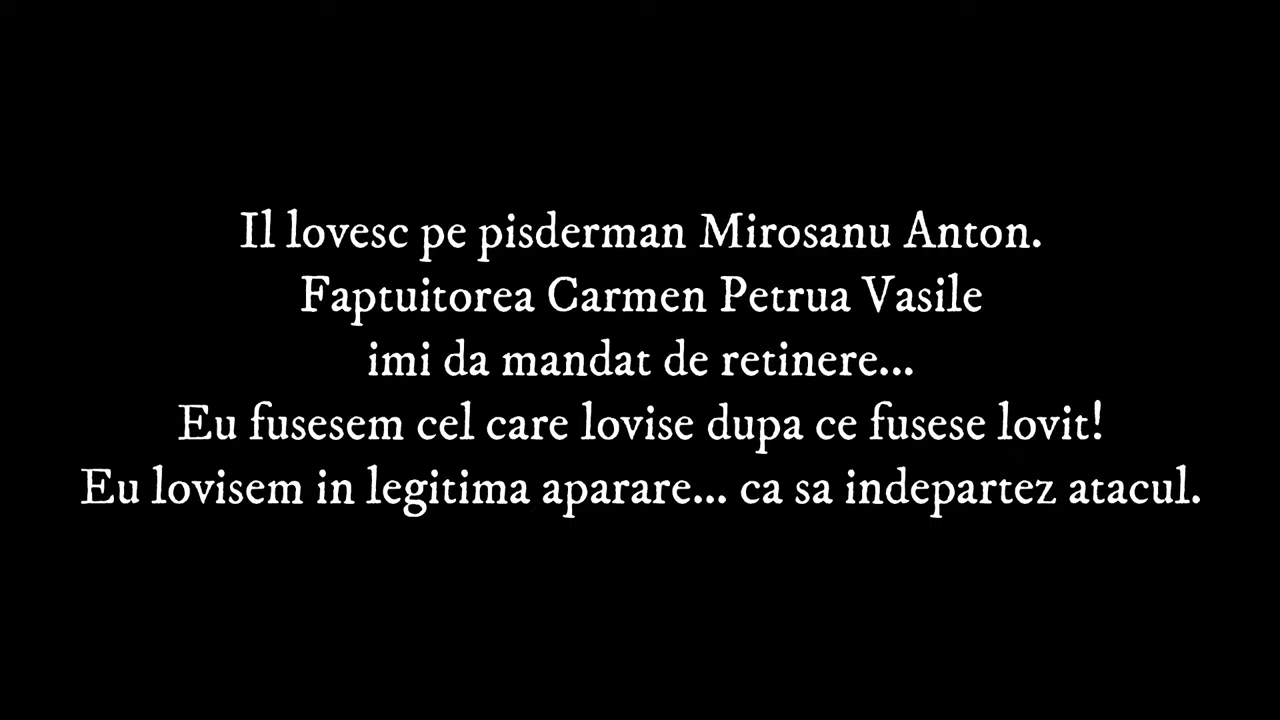 Il lovesc pe pisderman Mirosanu Anton.
Faptuitorea Carmen Petrua Vasile
imi da mandat de retinere...
Eu fusesem cel care lovise dupa ce fusese lovit!
Eu lovisem in legitima aparare... ca sa indepartez atacul.